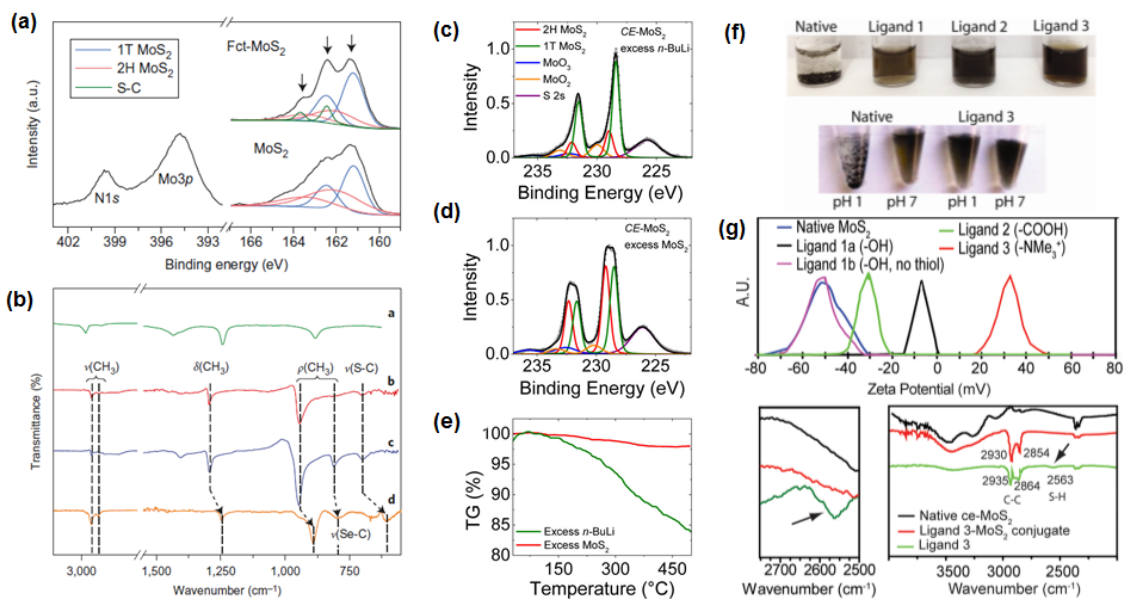 (a)
1T MoS2
2H MoS2
S-C
Fct-MoS2
MoS2
N1s
Mo3p
Intensity (a.u.)
402 399 396 393 166 164 162 160
Binding energy (eV)
(b)
a
ν(CH3) δ(CH3) ρ(CH3) ν(S-C)
b
c
d
ν(Se-C)
Transmittance (%)
3,000 1,500 1,250 1,000 750
Wavenumber (cm–1)
(c)
2H MoS2
1T MoS2
MoO3
MoO2
S 2s
CE-MoS2
excess n-BuLi
Intensity
1.0
0.5
0.0
235 230 225
Binding Energy (eV)
(d)
CE-MoS2
excess MoS2
Intensity
1.0
0.5
0.0
235 230 225
Binding Energy (eV)
(e)
TG (%)
100
95
90
85
80
Excess n-BuLi
Excess MoS2
0 150 300 450
Temperature (°C)
(f)
Native Ligand 1 Ligand 2 Ligand 3
Native Ligand 3
pH 1 pH 7 pH 1 pH 7
(g)
Native MoS2
Ligand 1a (-OH)
Ligand 1b (-OH, no thiol)
Ligand 2 (-COOH)
Ligand 3 (-NMe3+)
A.U.
-80 -60 -40 -20 0 20 40 60 80
Zeta Potential (mV)
2930 2854
2935 2864 2563
C-C S-H
Native ce-MoS2
Ligand 3-MoS2 conjugate
Ligand 3
2700 2600 2500
Wavenumber (cm-1)
4000 3000 2000
Wavenumber (cm-1)